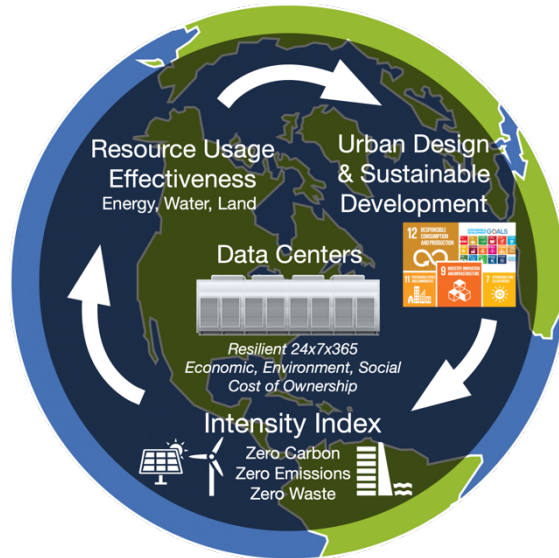 Resource Usage
Effectiveness
Energy, Water, Land
Urban Design
& Sustainable
Development
12 RESPONSIBLE
CONSUMPTION
AND PRODUCTION
GOALS
11
9 INDUSTRY, INNOVATION
AND INFRASTRUCTURE
7
Data Centers
Resilient 24x7x365
Economic, Environment, Social
Cost of Ownership
Intensity Index
Zero Carbon
Zero Emissions
Zero Waste